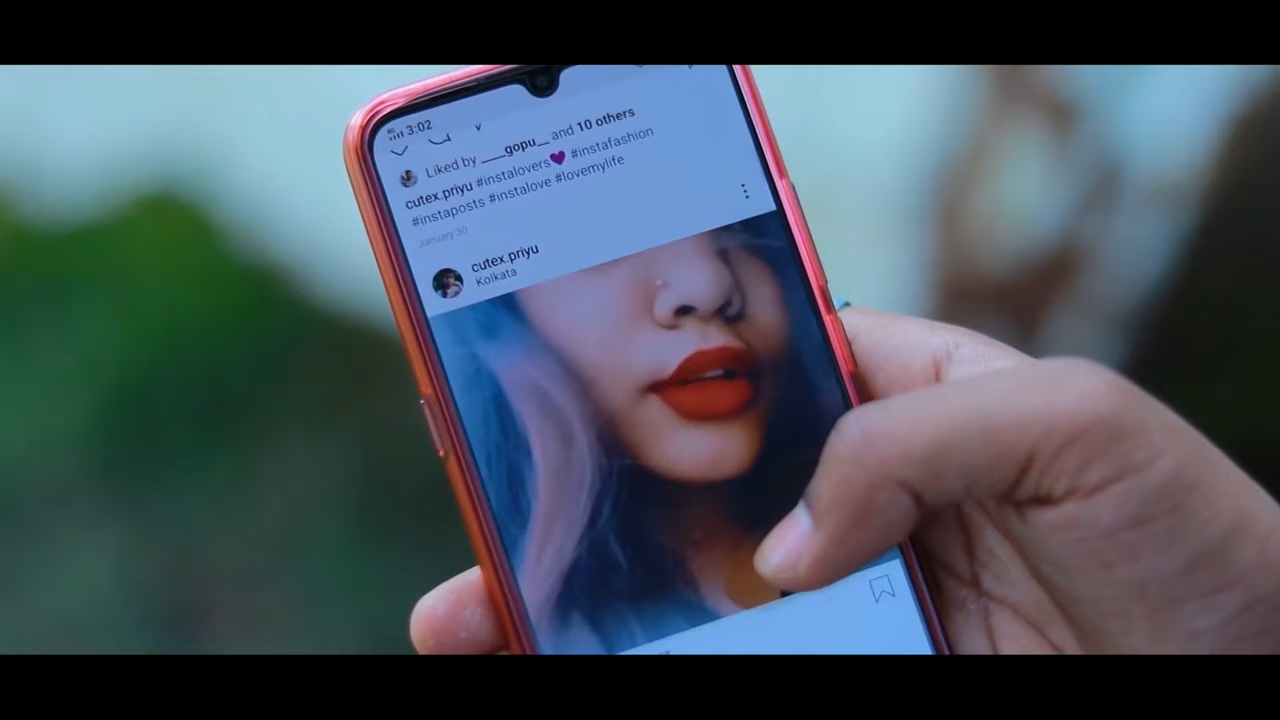 4G 3:02
Liked by ___gopu__ and 10 others
cutex.priyu #instalovers💜 #instafashion
#instaposts #instalove #lovemylife
January 30
cutex.priyu
Kolkata